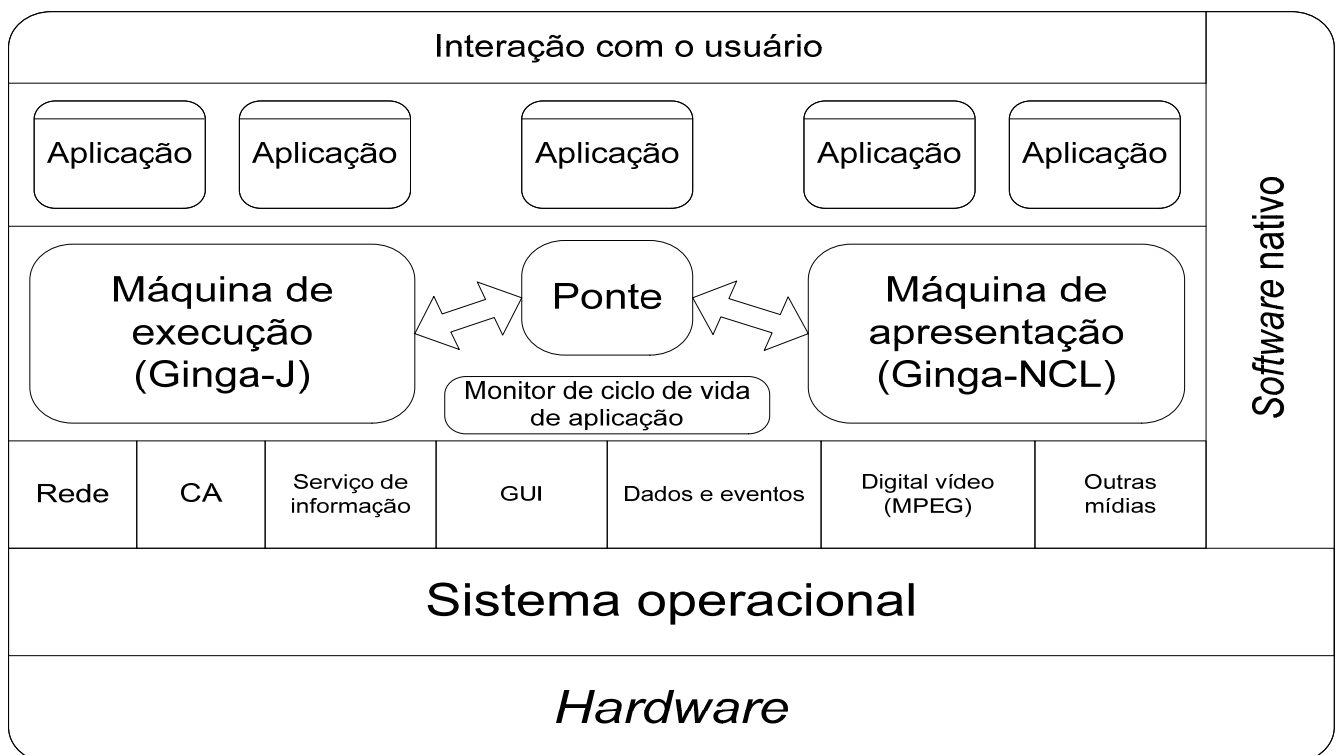 Interação com o usuário
Aplicação
Aplicação
Aplicação
Aplicação
Aplicação
Máquina de
execução
(Ginga-J)
Ponte
Máquina de
apresentação
(Ginga-NCL)
Monitor de ciclo de vida
de aplicação
Software nativo
Rede
CA
Serviço de
informação
GUI
Dados e eventos
Digital vídeo
(MPEG)
Outras
mídias
Sistema operacional
Hardware